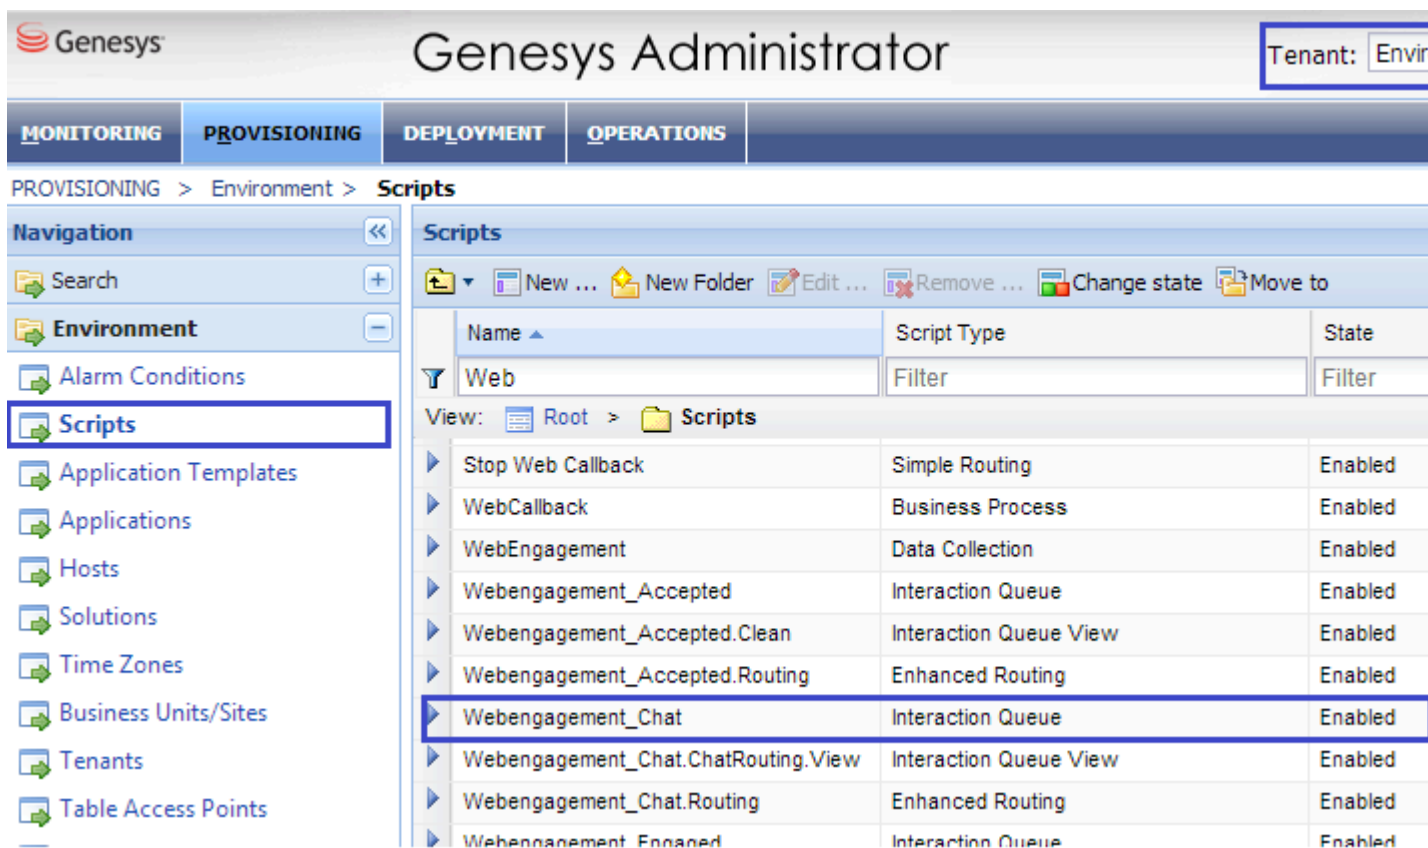 Genesys
Genesys Administrator
Tenant: Envir
MONITORING PROVISIONING DEPLOYMENT OPERATIONS
PROVISIONING > Environment > Scripts
Navigation
Search
Environment
Alarm Conditions
Scripts
Application Templates
Applications
Hosts
Solutions
Time Zones
Business Units/Sites
Tenants
Table Access Points
Scripts
New ... New Folder Edit ... Remove ... Change state Move to
Name Script Type State
Web Filter Filter
View: Root > Scripts
Stop Web Callback Simple Routing Enabled
WebCallback Business Process Enabled
WebEngagement Data Collection Enabled
Webengagement_Accepted Interaction Queue Enabled
Webengagement_Accepted.Clean Interaction Queue View Enabled
Webengagement_Accepted.Routing Enhanced Routing Enabled
Webengagement_Chat Interaction Queue Enabled
Webengagement_Chat.ChatRouting.View Interaction Queue View Enabled
Webengagement_Chat.Routing Enhanced Routing Enabled
Webengagement_Engaged Interaction Queue Enabled